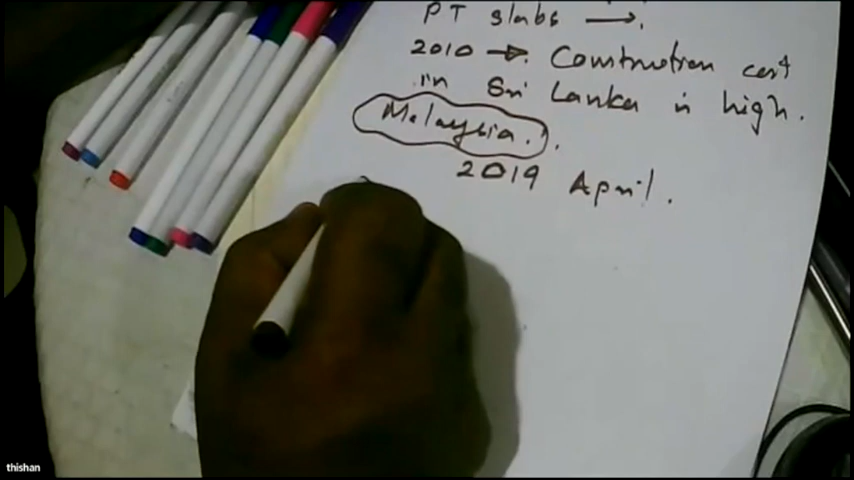 PT slabs →.
2010 → Construction cost
in Sri Lanka is high.
Malaysia.
2019 April.
thishan